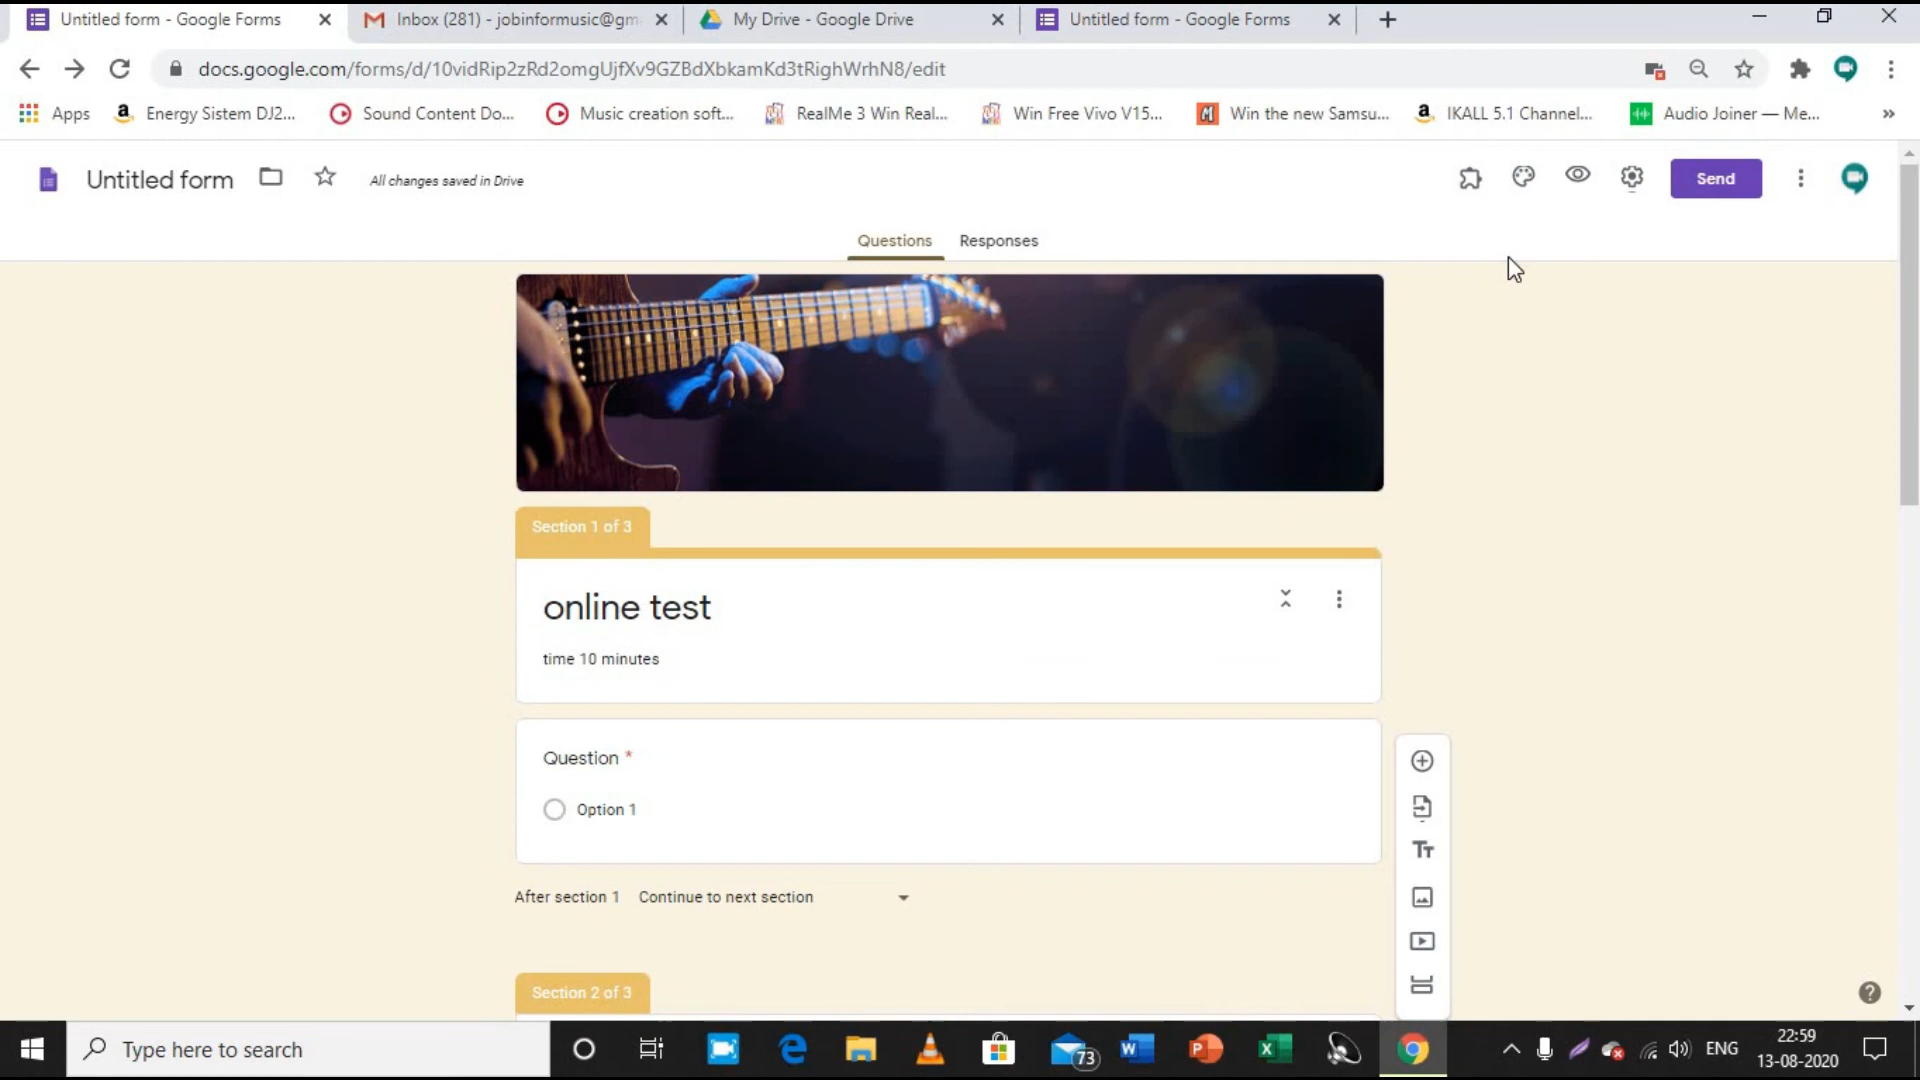 Untitled form - Google Forms
Inbox (281) - jobinformusic@gm
My Drive - Google Drive
Untitled form - Google Forms
docs.google.com/forms/d/10vidRip2zRd2omgUjfXv9GZBdXbkamKd3tRighWrhN8/edit
Apps
Energy Sistem DJ2...
Sound Content Do...
Music creation soft...
RealMe 3 Win Real...
Win Free Vivo V15...
Win the new Samsu...
IKALL 5.1 Channel...
Audio Joiner — Me...
Untitled form
All changes saved in Drive
Send
Questions
Responses
Section 1 of 3
online test
time 10 minutes
Question *
Option 1
After section 1 Continue to next section
Section 2 of 3
Type here to search
73
ENG
22:59
13-08-2020